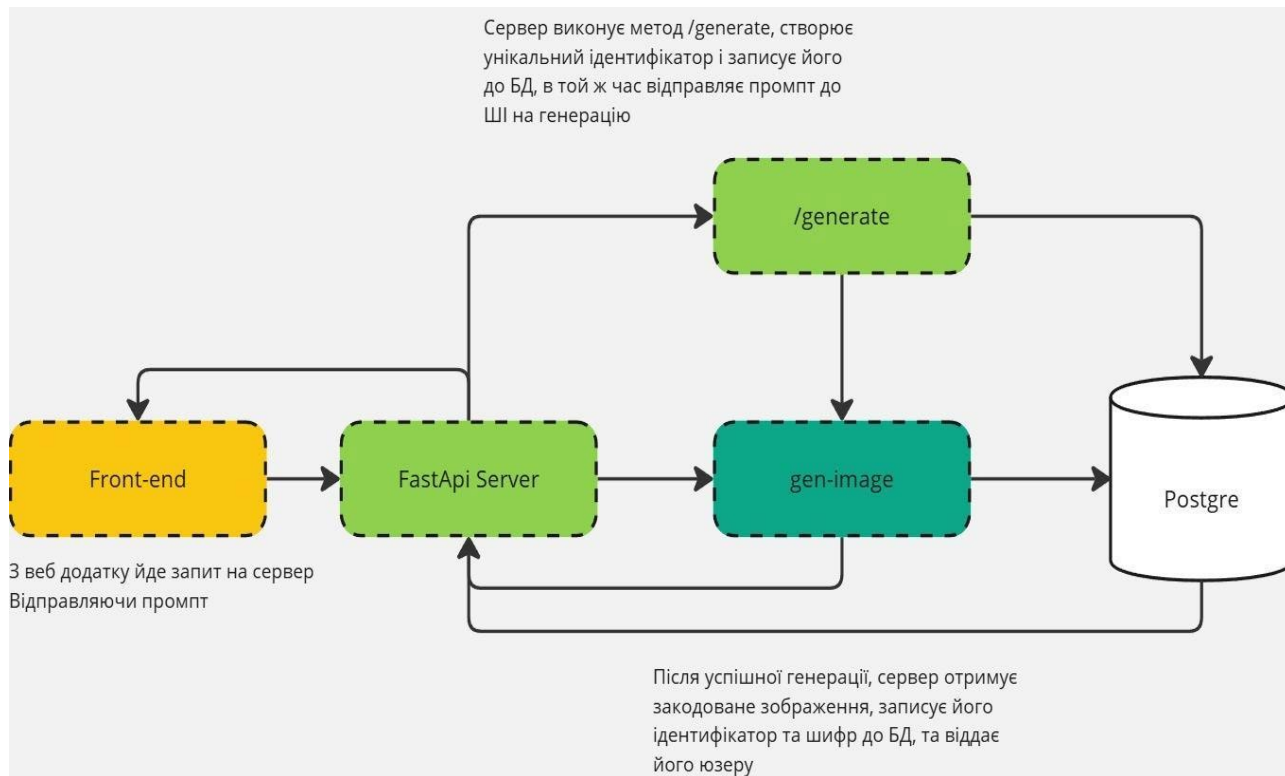 Сервер виконує метод /generate, створює
унікальний ідентифікатор і записує його
до БД, в той ж час відправляє промпт до
ШІ на генерацію
/generate
Front-end
FastApi Server
gen-image
Postgre
З веб додатку йде запит на сервер
Відправляючи промпт
Після успішної генерації, сервер отримує
закодоване зображення, записує його
ідентифікатор та шифр до БД, та віддає
його юзеру